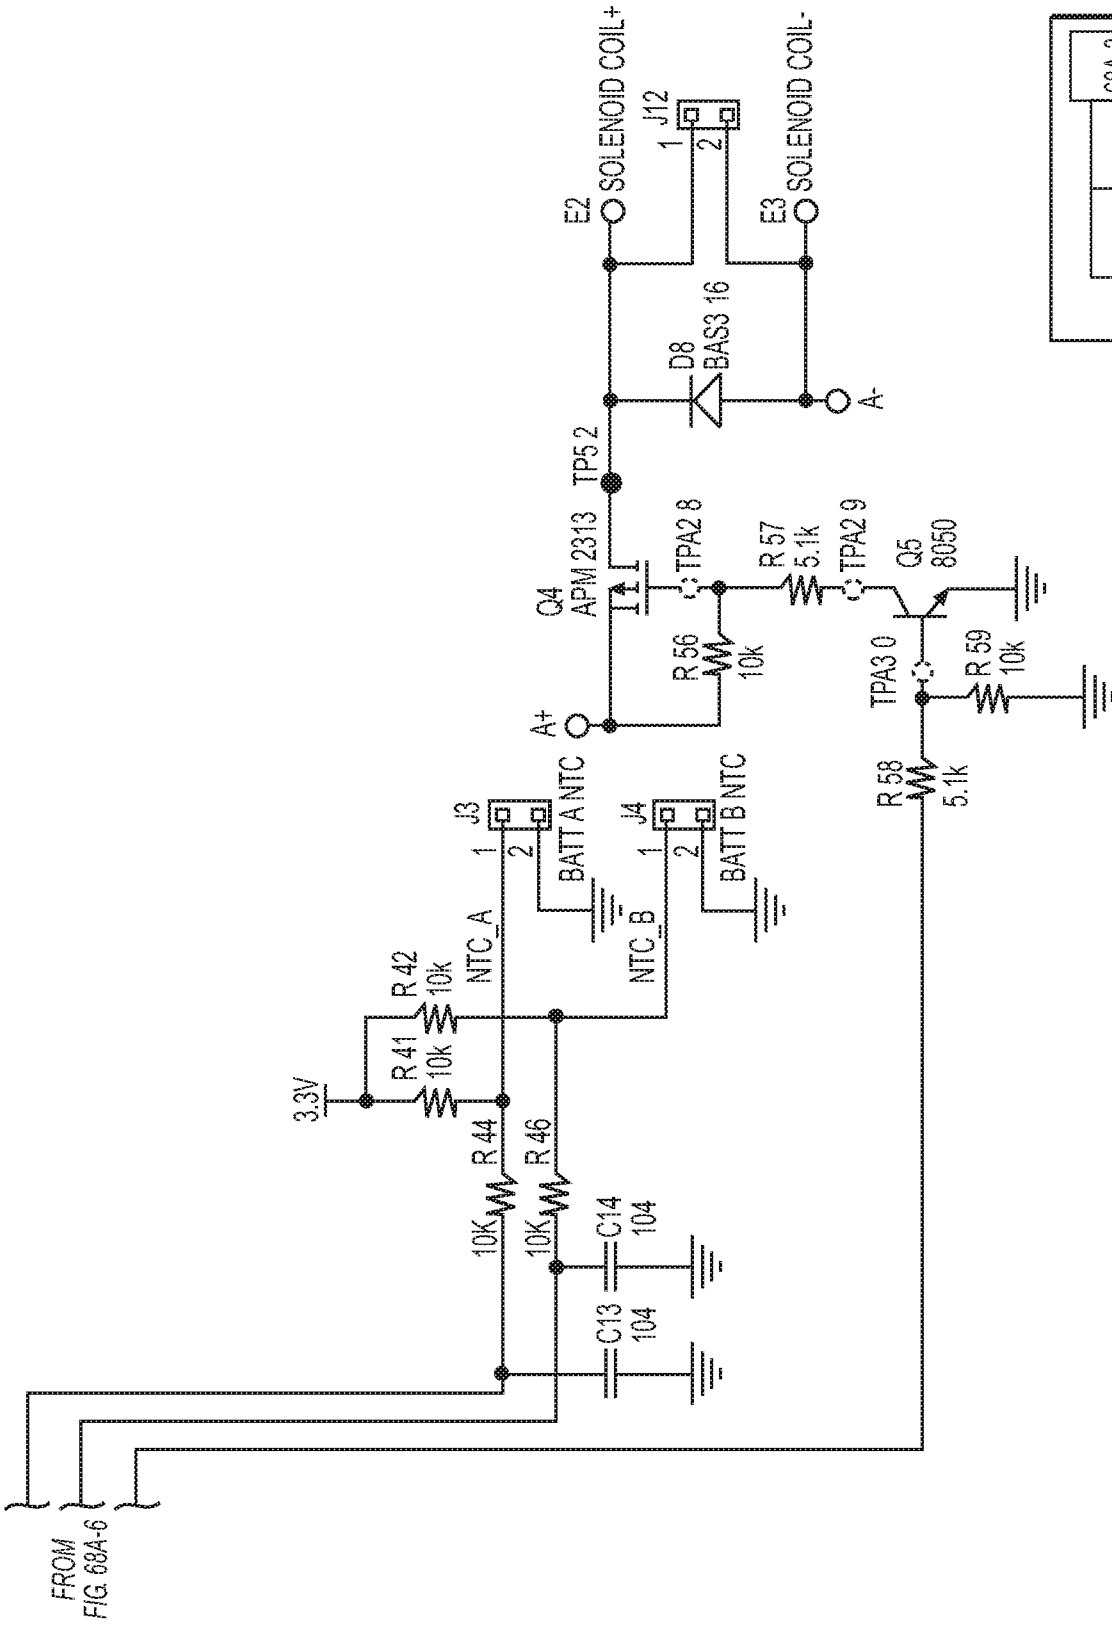 FROM
FIG. 68A-6
3.3V
R 41
10k
R 42
10k
R 44
10K
R 46
10K
C13
104
C14
104
NTC_A
J3
1
2
BATT A NTC
NTC_B
J4
1
2
BATT B NTC
A+
Q4
APM 2313
TP5 2
TPA2 8
R 56
10k
R 57
5.1k
TPA2 9
Q5
8050
TPA3 0
R 59
10k
R 58
5.1k
D8
BAS3 16
A-
E2
SOLENOID COIL+
J12
1
2
E3
SOLENOID COIL-